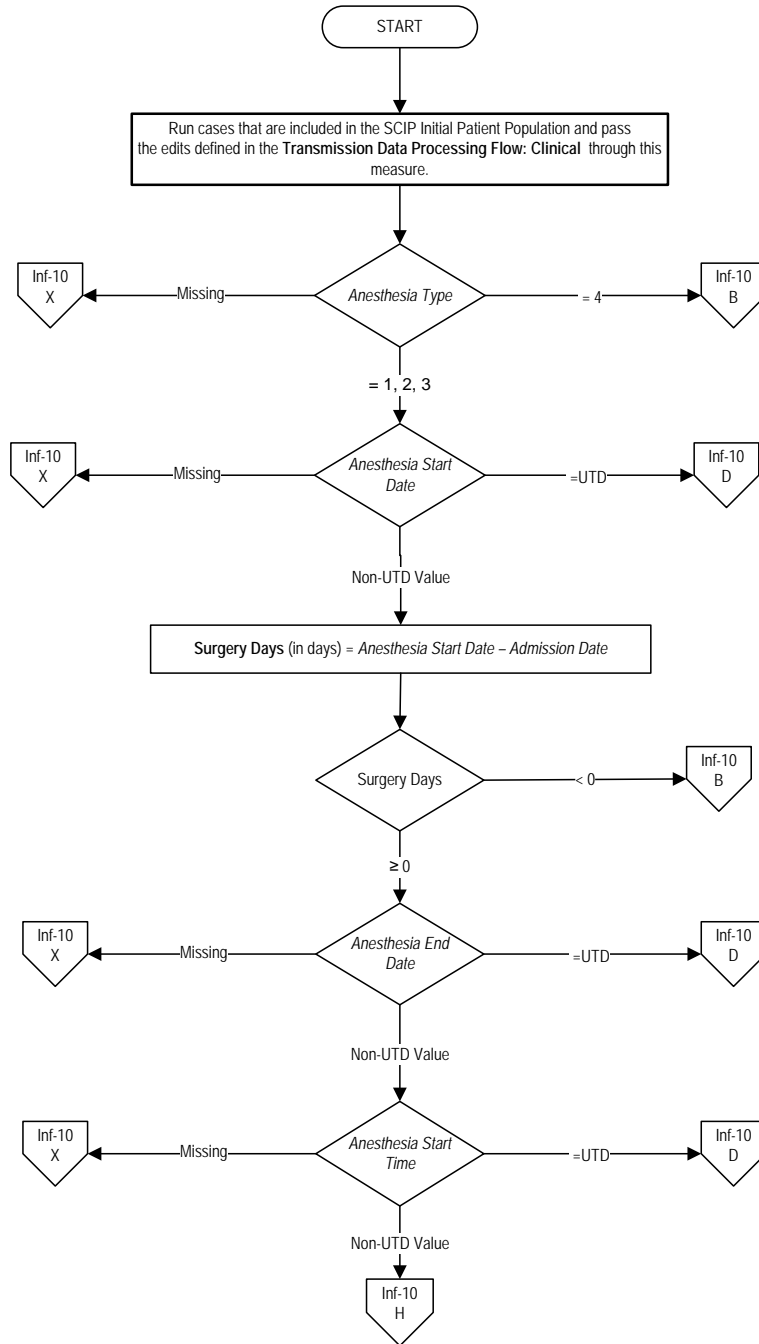 START
Run cases that are included in the SCIP Initial Patient Population and pass
the edits defined in the Transmission Data Processing Flow: Clinical through this
measure.
Inf-10
X
Missing
Anesthesia Type
= 4
Inf-10
B
= 1, 2, 3
Inf-10
X
Missing
Anesthesia Start
Date
=UTD
Inf-10
D
Non-UTD Value
Surgery Days (in days) = Anesthesia Start Date – Admission Date
Surgery Days
< 0
Inf-10
B
≥ 0
Inf-10
X
Missing
Anesthesia End
Date
=UTD
Inf-10
D
Non-UTD Value
Inf-10
X
Missing
Anesthesia Start
Time
=UTD
Inf-10
D
Non-UTD Value
Inf-10
H